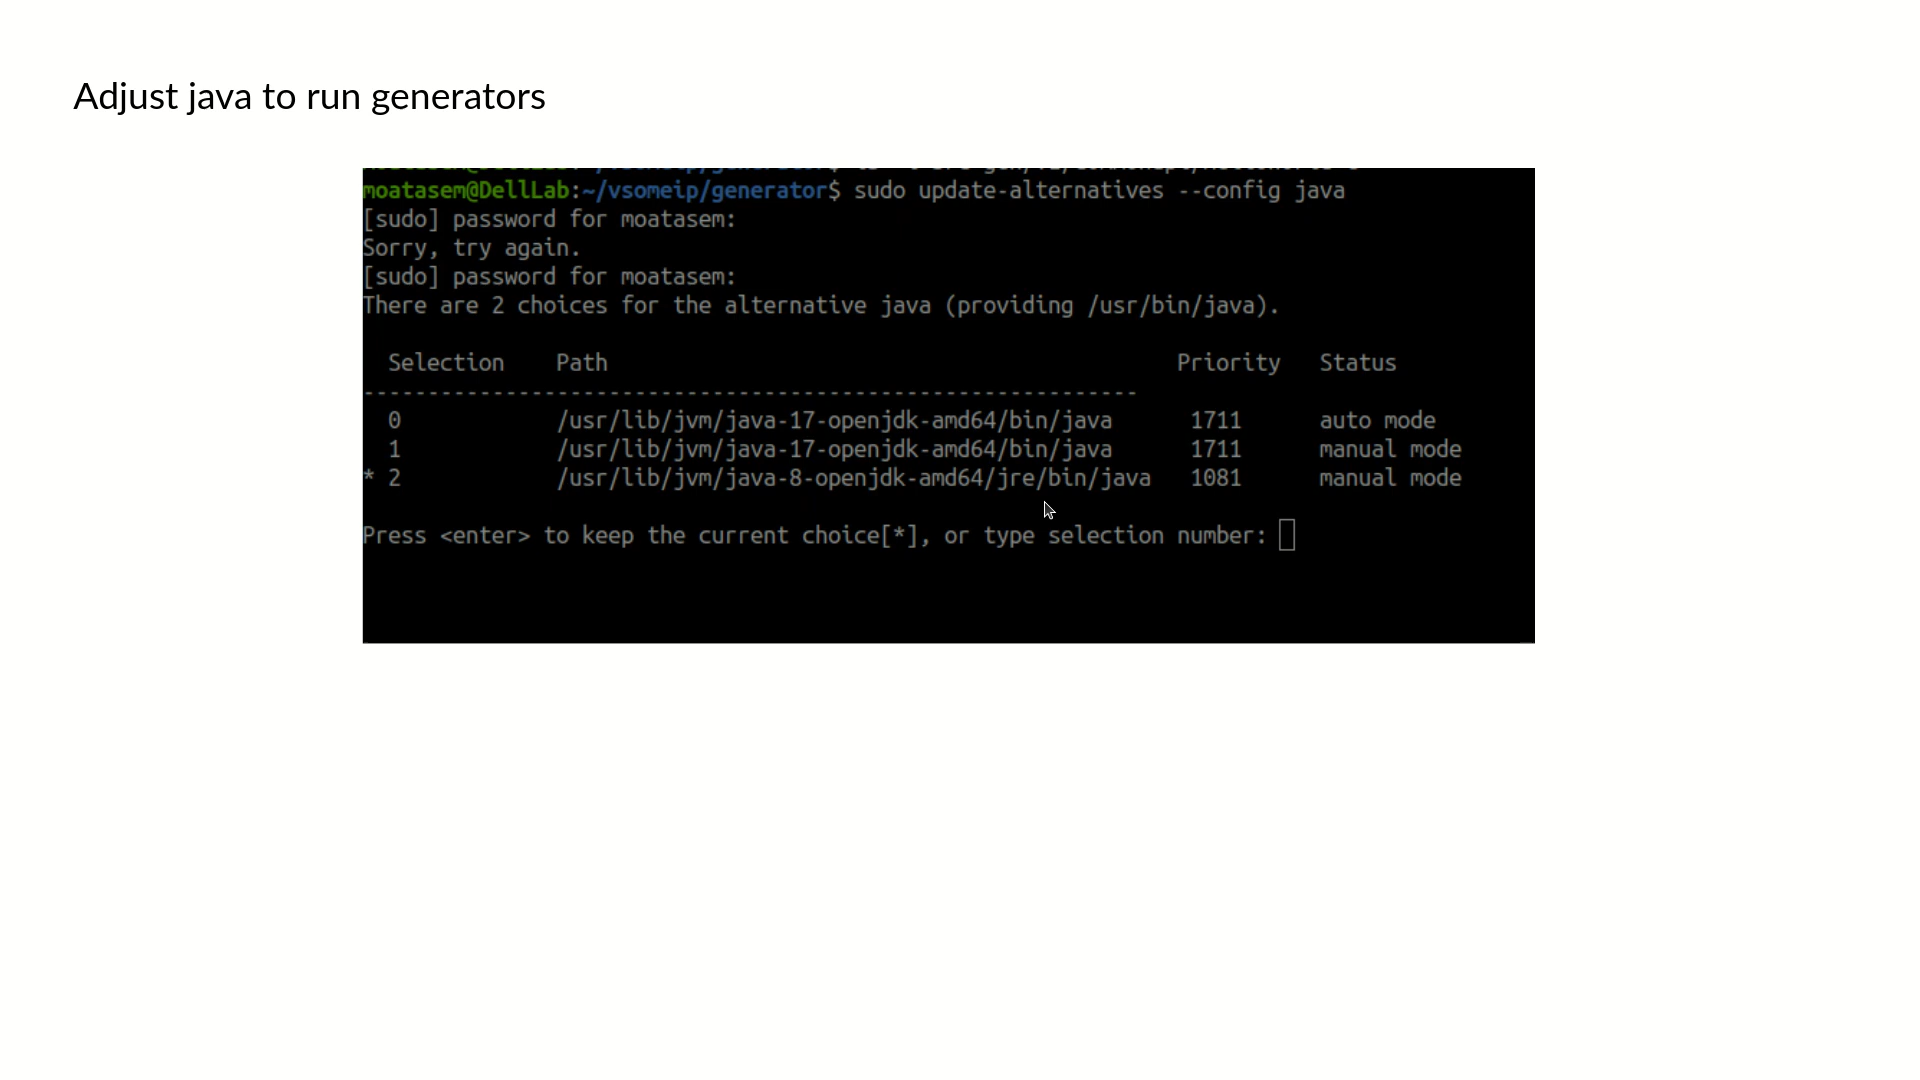 Adjust java to run generators
moatasem@DellLab:~/vsomeip/generator$ sudo update-alternatives --config java
[sudo] password for moatasem:
Sorry, try again.
[sudo] password for moatasem:
There are 2 choices for the alternative java (providing /usr/bin/java).
Selection Path Priority Status
------------------------------------------------------------
0 /usr/lib/jvm/java-17-openjdk-amd64/bin/java 1711 auto mode
1 /usr/lib/jvm/java-17-openjdk-amd64/bin/java 1711 manual mode
* 2 /usr/lib/jvm/java-8-openjdk-amd64/jre/bin/java 1081 manual mode
Press <enter> to keep the current choice[*], or type selection number: